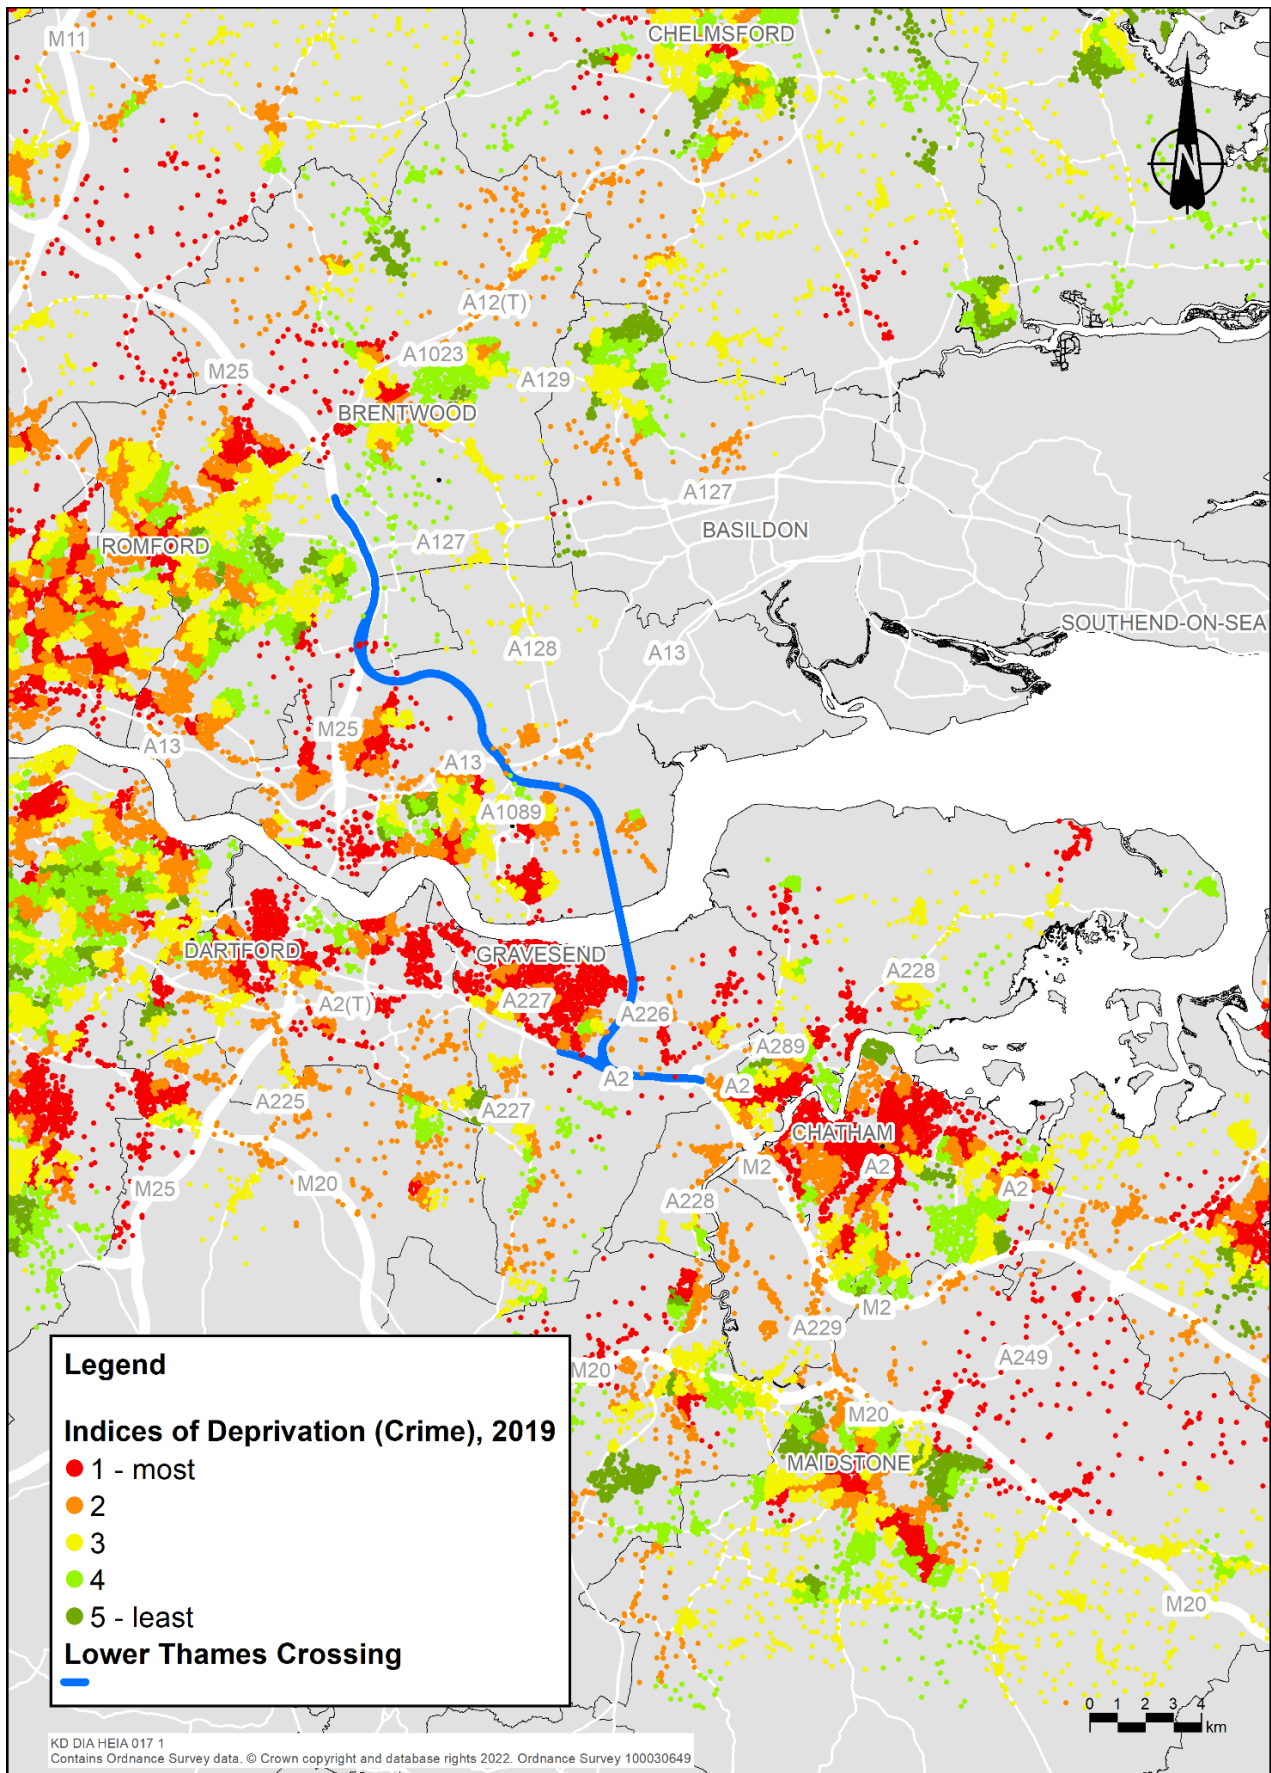 M11
CHELMSFORD
N
A12(T)
A1023
M25
A129
BRENTWOOD
A127
BASILDON
ROMFORD
A127
SOUTHEND-ON-SEA
A128
A13
M25
A13
A13
A1089
DARTFORD
GRAVESEND
A228
A227
A2(T)
A226
A289
A2
A2
A225
A227
CHATHAM
M2
A2
A2
M25
M20
A228
M2
A229
A249
M20
M20
MAIDSTONE
M20
Legend
Indices of Deprivation (Crime), 2019
1 - most
2
3
4
5 - least
Lower Thames Crossing
0 1 2 3 4
km
KD DIA HEIA 017 1
Contains Ordnance Survey data. © Crown copyright and database rights 2022. Ordnance Survey 100030649